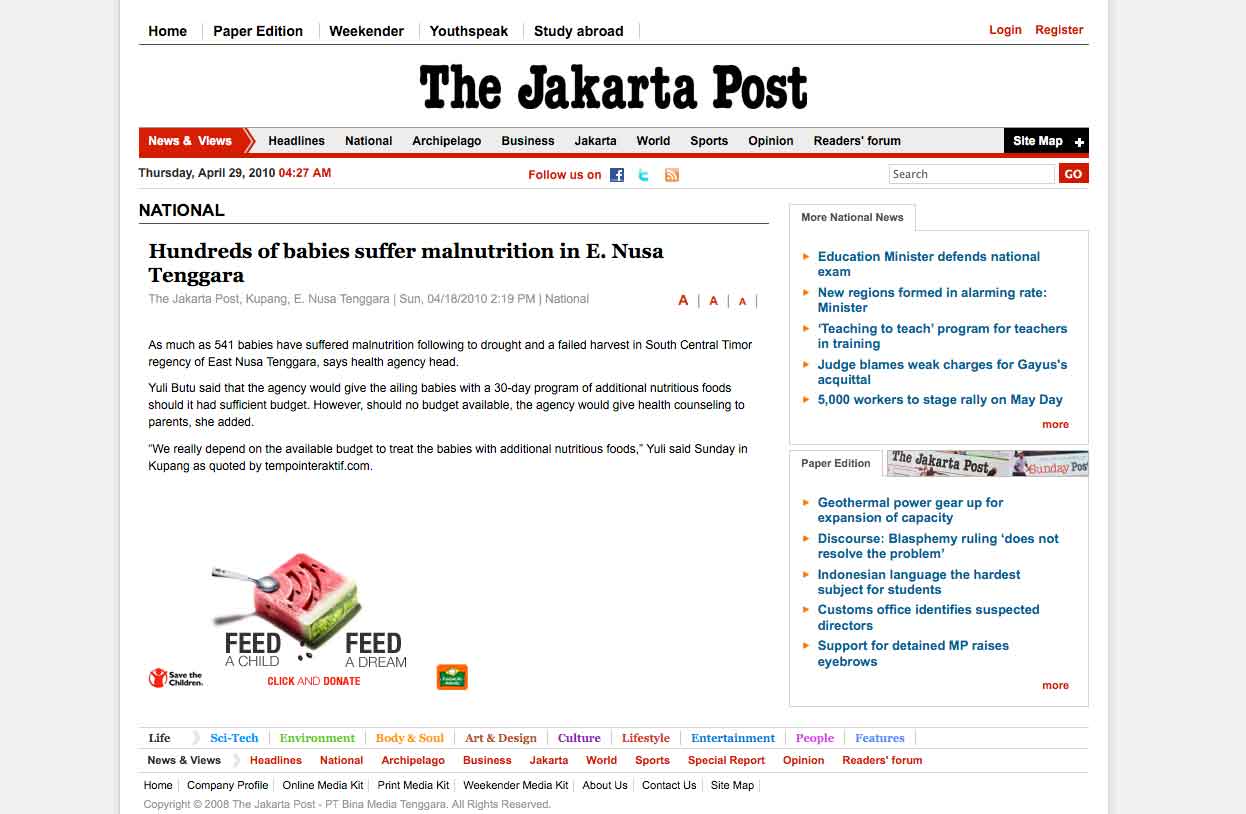 Home Paper Edition Weekender Youthspeak Study abroad Login Register
The Jakarta Post
News & Views Headlines National Archipelago Business Jakarta World Sports Opinion Readers' forum Site Map +
Thursday, April 29, 2010 04:27 AM Follow us on Search GO
NATIONAL
Hundreds of babies suffer malnutrition in E. Nusa
Tenggara
The Jakarta Post, Kupang, E. Nusa Tenggara | Sun, 04/18/2010 2:19 PM | National A | A | A |
As much as 541 babies have suffered malnutrition following to drought and a failed harvest in South Central Timor
regency of East Nusa Tenggara, says health agency head.
Yuli Butu said that the agency would give the ailing babies with a 30-day program of additional nutritious foods
should it had sufficient budget. However, should no budget available, the agency would give health counseling to
parents, she added.
“We really depend on the available budget to treat the babies with additional nutritious foods,” Yuli said Sunday in
Kupang as quoted by tempointeraktif.com.
FEED FEED
A CHILD A DREAM
Save the
Children.
CLICK AND DONATE
More National News
Education Minister defends national
exam
New regions formed in alarming rate:
Minister
‘Teaching to teach’ program for teachers
in training
Judge blames weak charges for Gayus's
acquittal
5,000 workers to stage rally on May Day
more
Paper Edition The Jakarta Post Sunday Post
Geothermal power gear up for
expansion of capacity
Discourse: Blasphemy ruling ‘does not
resolve the problem’
Indonesian language the hardest
subject for students
Customs office identifies suspected
directors
Support for detained MP raises
eyebrows
more
Life Sci-Tech Environment Body & Soul Art & Design Culture Lifestyle Entertainment People Features
News & Views Headlines National Archipelago Business Jakarta World Sports Special Report Opinion Readers' forum
Home Company Profile Online Media Kit Print Media Kit Weekender Media Kit About Us Contact Us Site Map
Copyright © 2008 The Jakarta Post - PT Bina Media Tenggara. All Rights Reserved.